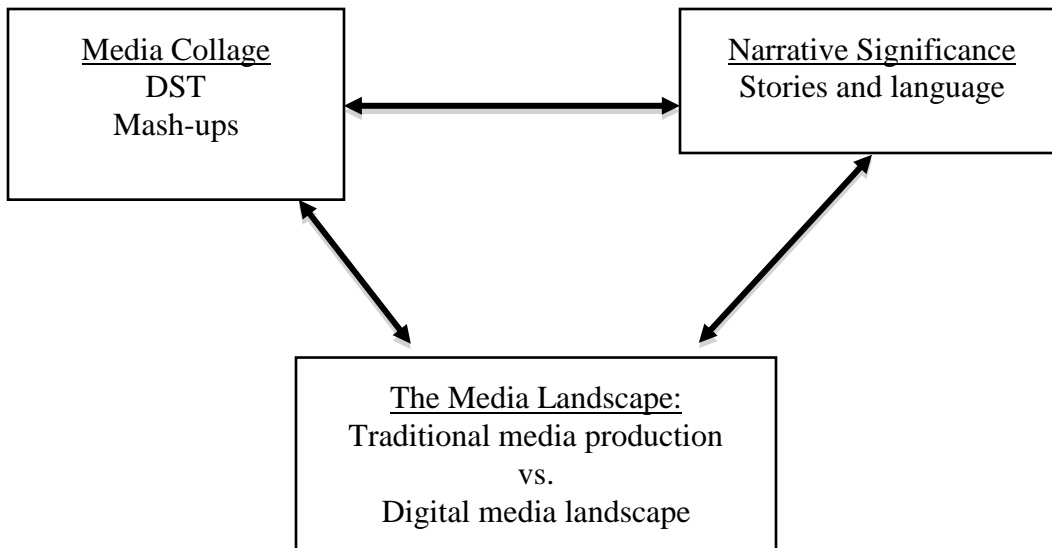 Media Collage
DST
Mash-ups
Narrative Significance
Stories and language
The Media Landscape:
Traditional media production
vs.
Digital media landscape